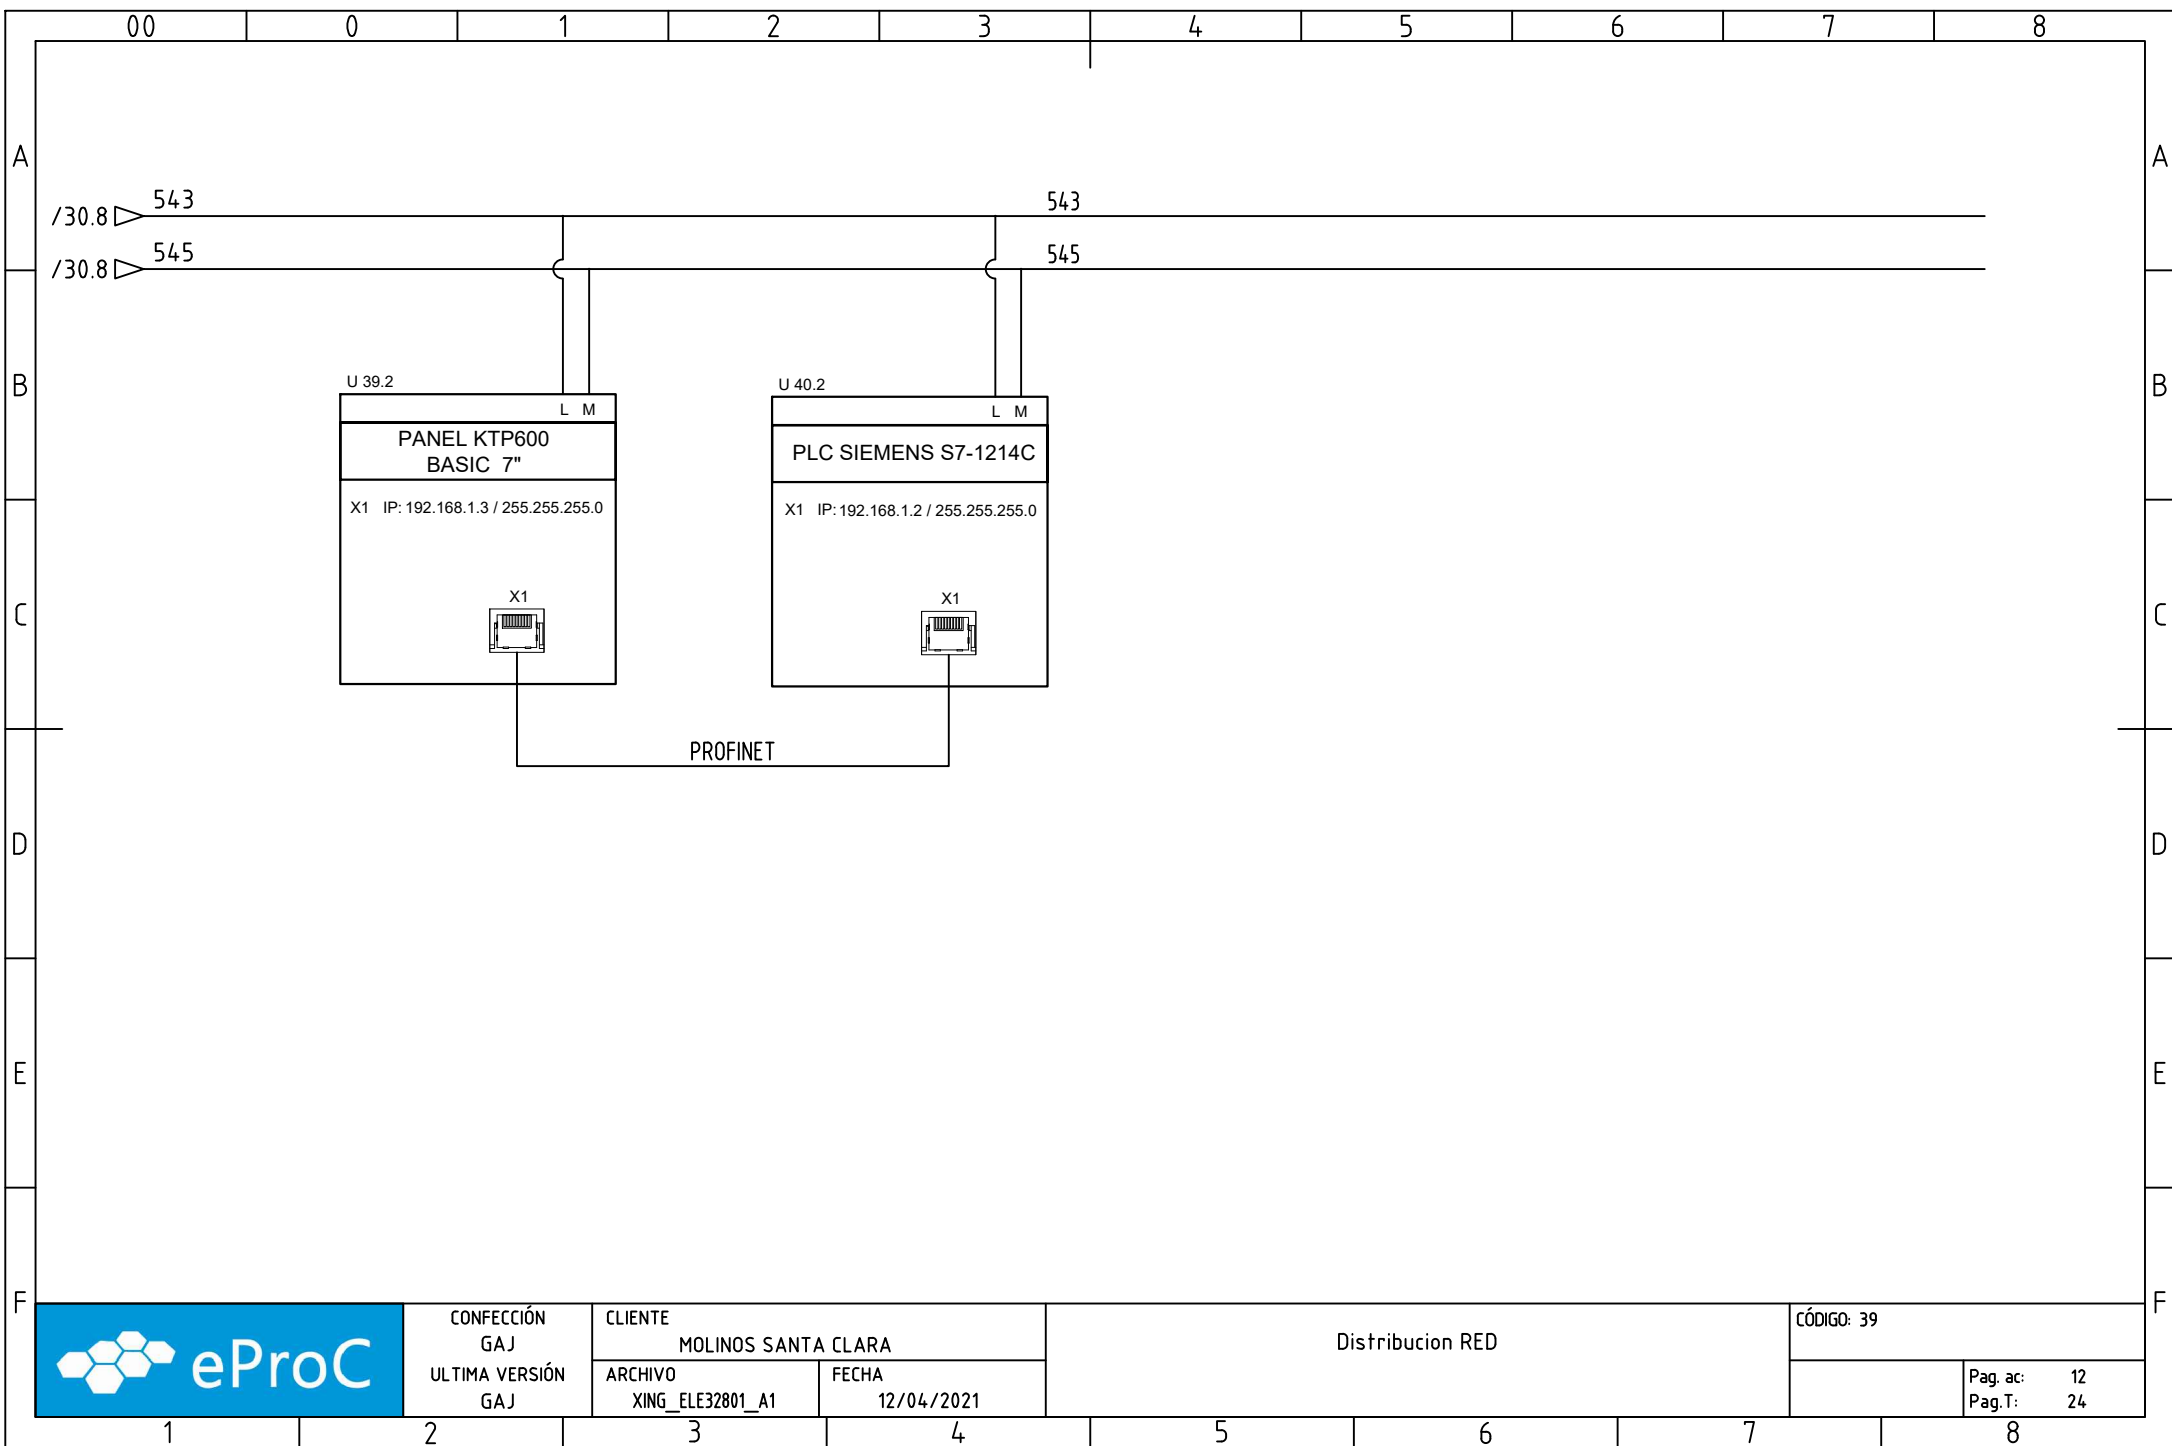 00 0 1 2 3 4 5 6 7 8
A A
543 543
/30.8
545 545
/30.8
B B
U 39.2
L M
PANEL KTP600
BASIC 7"
X1 IP: 192.168.1.3 / 255.255.255.0
X1
U 40.2
L M
PLC SIEMENS S7-1214C
X1 IP: 192.168.1.2 / 255.255.255.0
X1
C C
PROFINET
D D
E E
F F
eProC
CONFECCIÓN
GAJ
ULTIMA VERSIÓN
GAJ
CLIENTE
MOLINOS SANTA CLARA
ARCHIVO
XING_ELE32801_A1
FECHA
12/04/2021
Distribucion RED
CÓDIGO: 39
Pag. ac: 12
Pag.T: 24
1 2 3 4 5 6 7 8